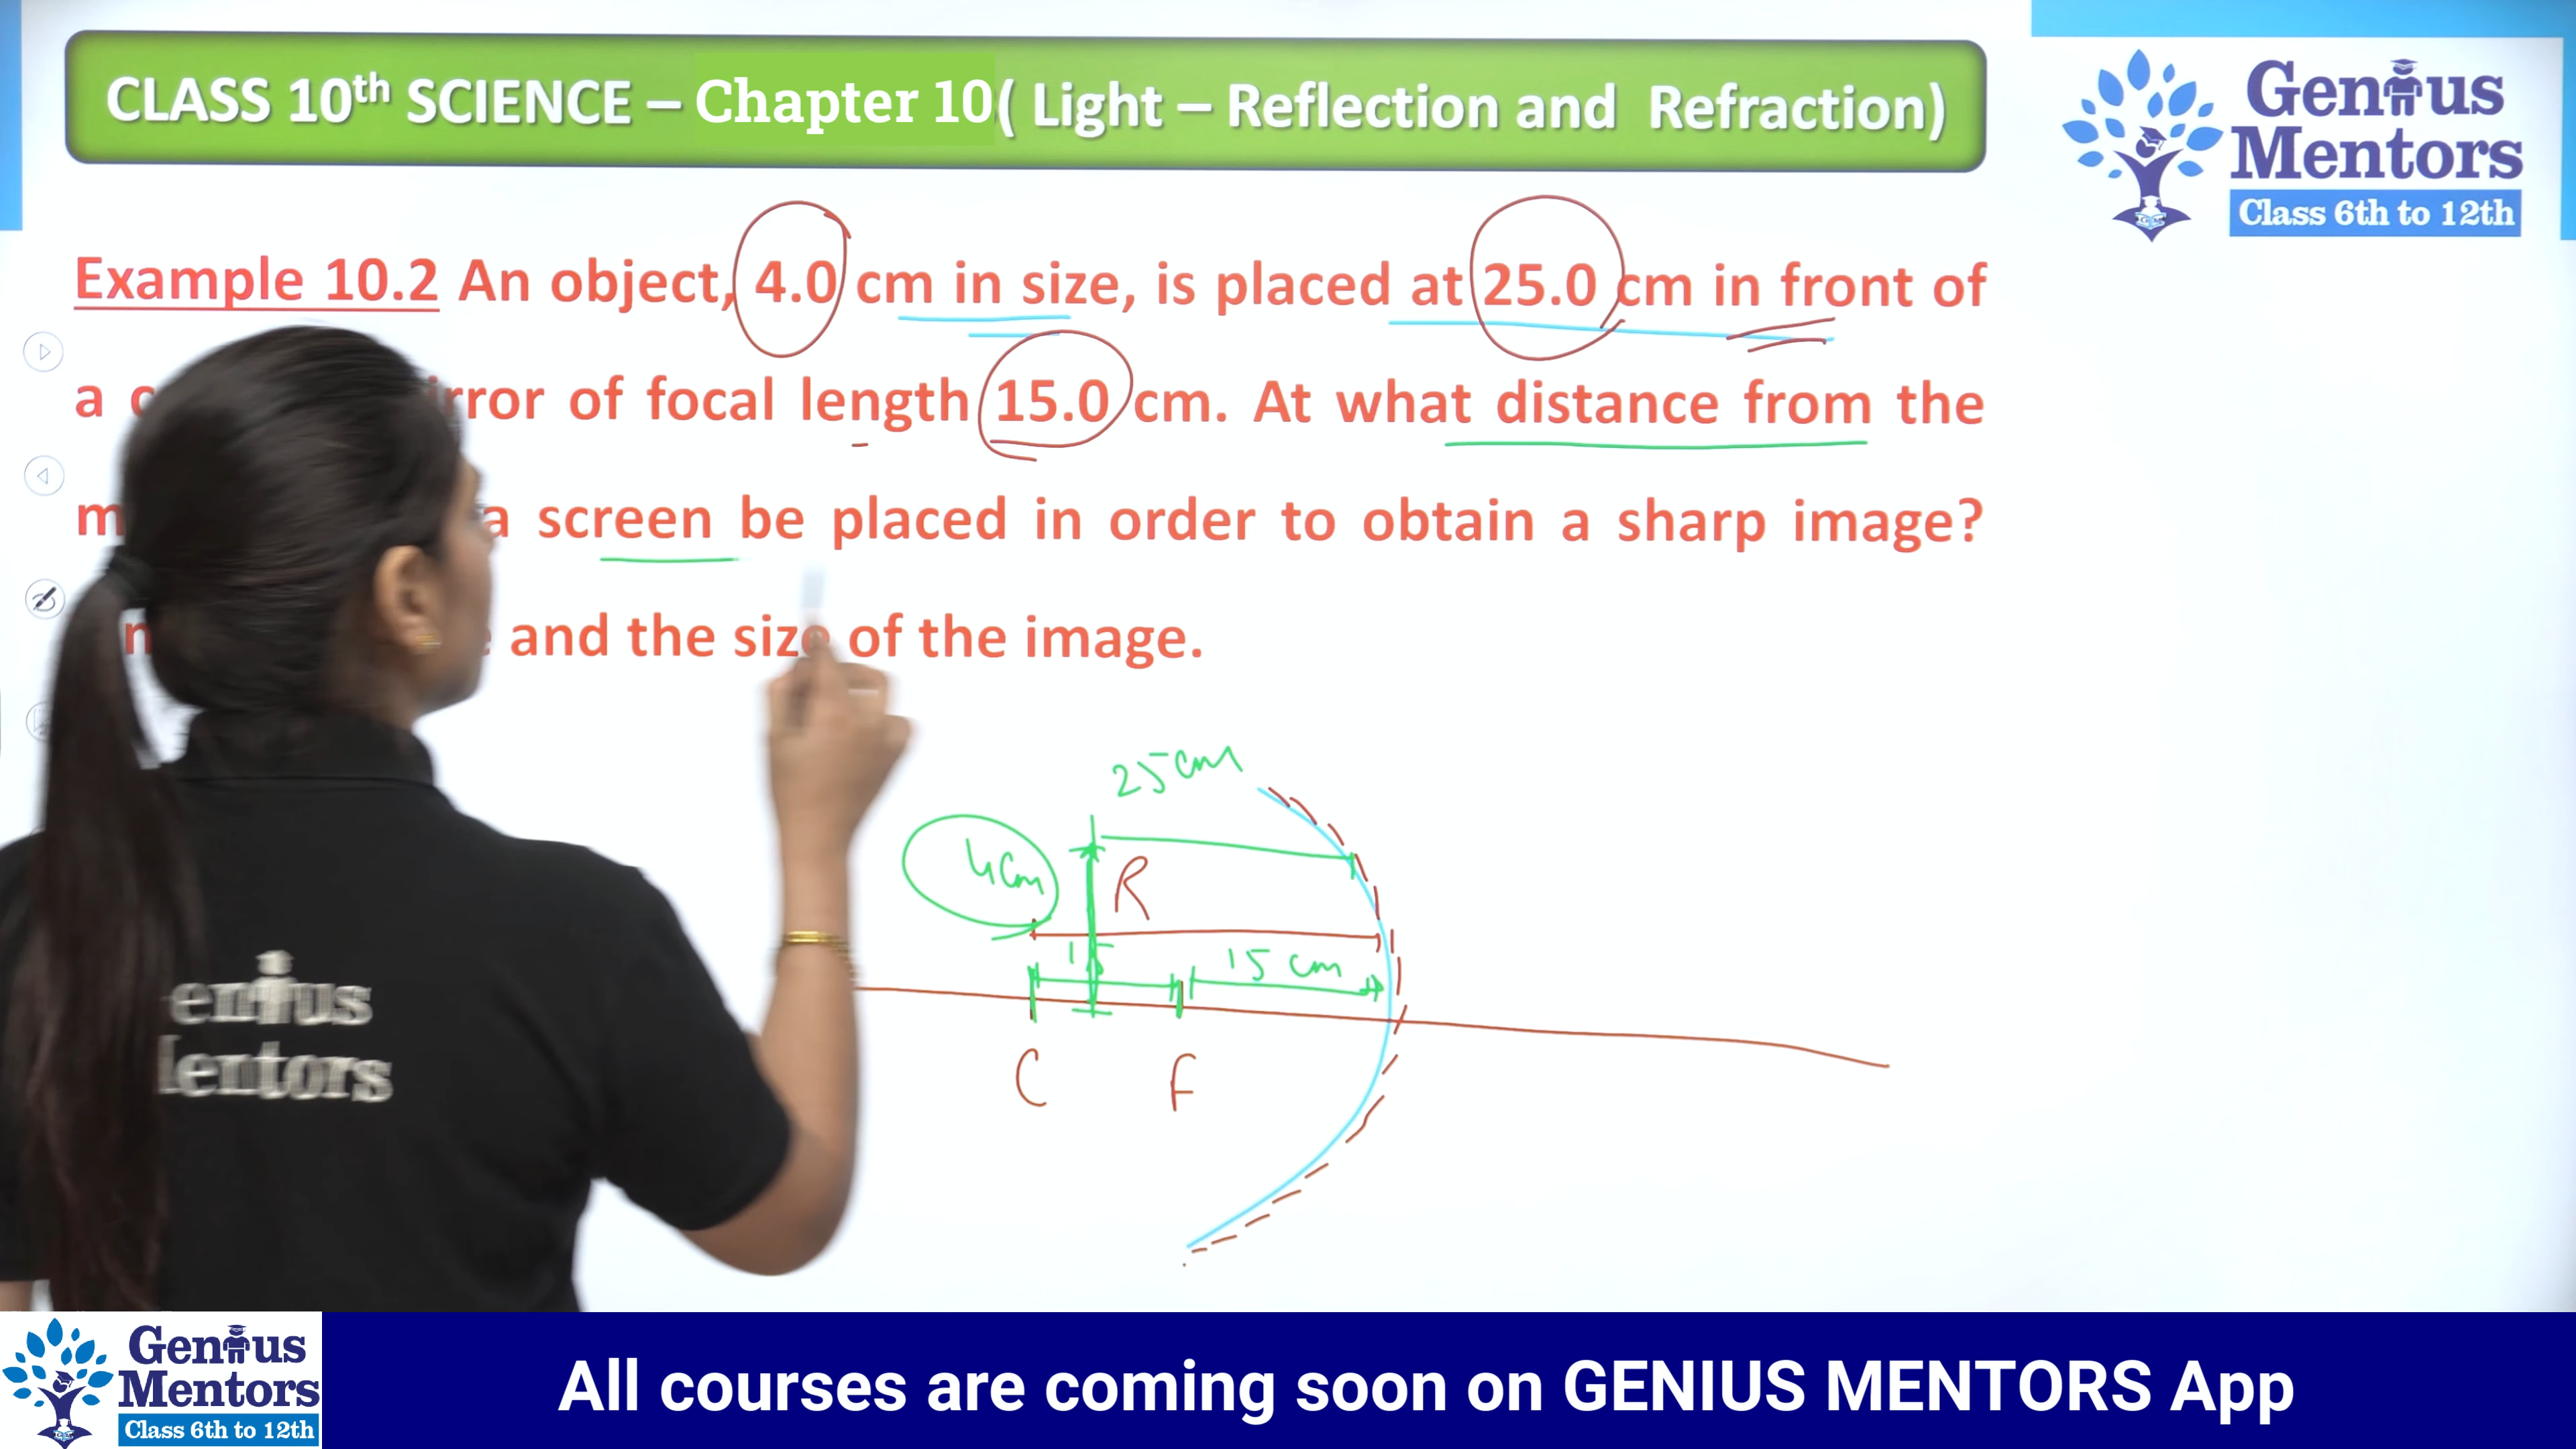 CLASS 10th SCIENCE – Chapter 10 ( Light – Reflection and Refraction)
Genius
Mentors
Class 6th to 12th
Example 10.2 An object, 4.0 cm in size, is placed at 25.0 cm in front of
a rror of focal length 15.0 cm. At what distance from the
a screen be placed in order to obtain a sharp image?
and the size of the image.
25 cm
4cm
R
15
15 cm
C F
enius
entors
Genius
Mentors
Class 6th to 12th
All courses are coming soon on GENIUS MENTORS App